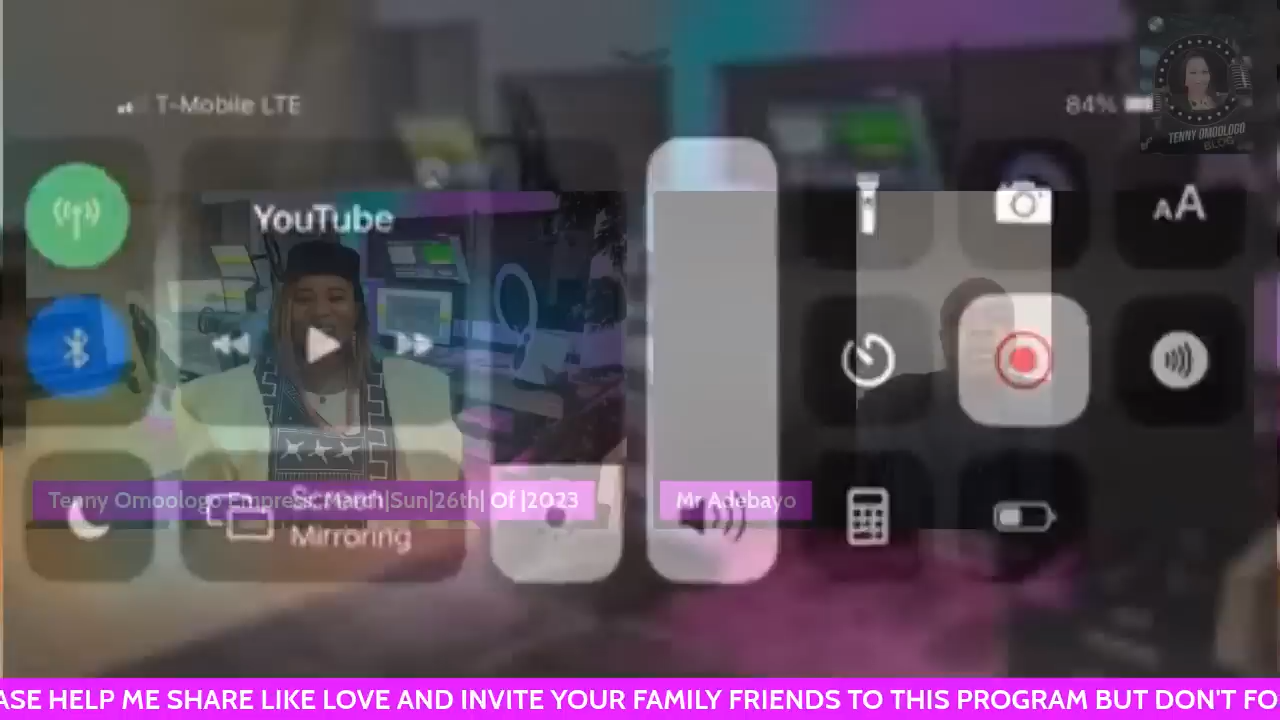 T-Mobile LTE
84%
TENNY OMOOLOGO
BLOG
YouTube
AA
Tenny Omoologo Empress March|Sun|26th| Of |2023
Mr Adebayo
Screen
Mirroring
ASE HELP ME SHARE LIKE LOVE AND INVITE YOUR FAMILY FRIENDS TO THIS PROGRAM BUT DON'T FO